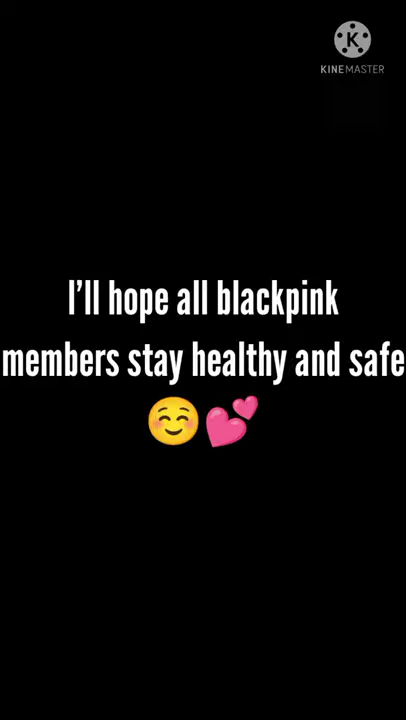 KINEMASTER
I'll hope all blackpink
members stay healthy and safe
☺️💕